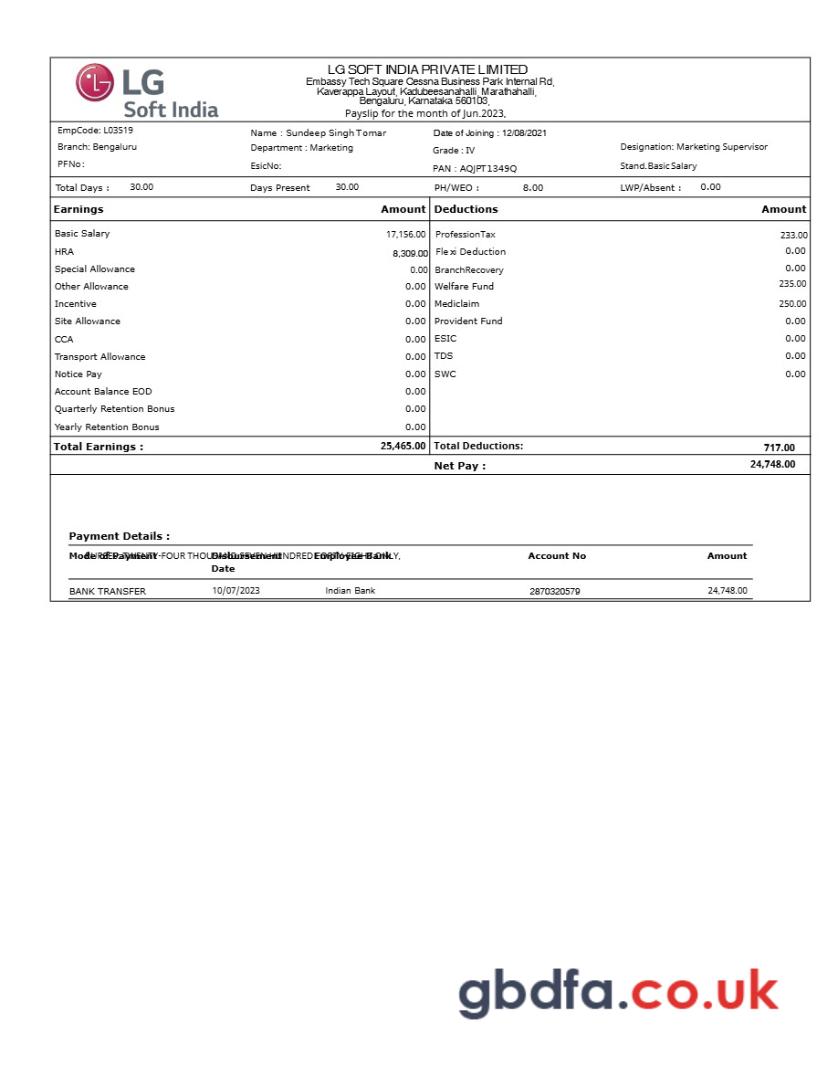 LG
Soft India
LG SOFT INDIA PRIVATE LIMITED
Embassy Tech Square Cessna Business Park Internal Rd,
Kaverappa Layout, Kadubeesanahalli, Marathahalli,
Bengaluru, Karnataka 560103,
Payslip for the month of Jun.2023,
EmpCode: L03519 Name : Sundeep Singh Tomar Date of Joining : 12/08/2021
Branch: Bengaluru Department : Marketing Grade : IV Designation: Marketing Supervisor
PFNo: EsicNo: PAN : AQJPT1349Q Stand.Basic Salary
Total Days : 30.00 Days Present 30.00 PH/WEO : 8.00 LWP/Absent : 0.00
Earnings Amount Deductions Amount
Basic Salary 17,156.00 ProfessionTax 233.00
HRA 8,309.00 Flexi Deduction 0.00
Special Allowance 0.00 BranchRecovery 0.00
Other Allowance 0.00 Welfare Fund 235.00
Incentive 0.00 Mediclaim 250.00
Site Allowance 0.00 Provident Fund 0.00
CCA 0.00 ESIC 0.00
Transport Allowance 0.00 TDS 0.00
Notice Pay 0.00 SWC 0.00
Account Balance EOD 0.00
Quarterly Retention Bonus 0.00
Yearly Retention Bonus 0.00
Total Earnings : 25,465.00 Total Deductions: 717.00
Net Pay : 24,748.00
Payment Details :
Mode of Payment Disbursement Employee Bank Account No Amount
Date
BANK TRANSFER 10/07/2023 Indian Bank 2870320579 24,748.00
gbdfa.co.uk